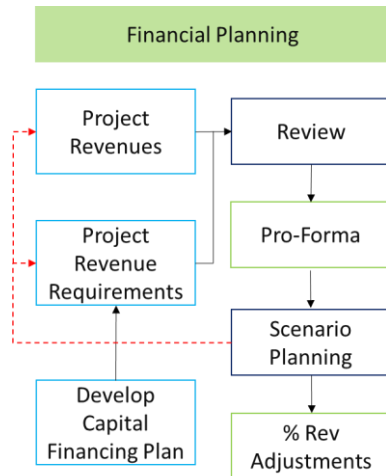 Financial Planning
Project
Revenues
Review
Project
Revenue
Requirements
Pro-Forma
Scenario
Planning
Develop
Capital
Financing Plan
% Rev
Adjustments